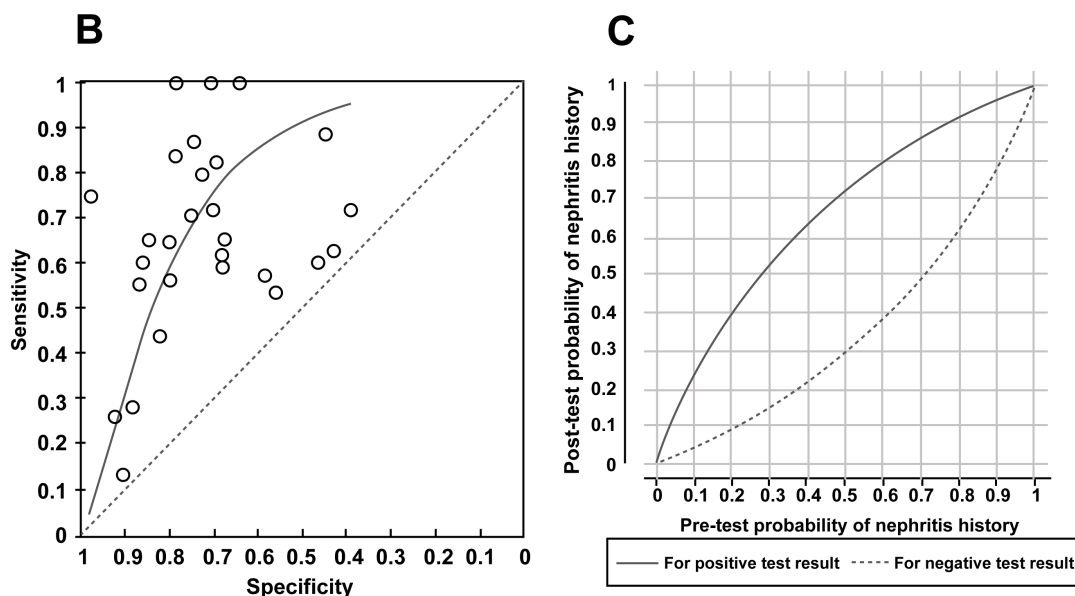 B
1
0.9
0.8
0.7
0.6
0.5
0.4
0.3
0.2
0.1
0
Sensitivity
1 0.9 0.8 0.7 0.6 0.5 0.4 0.3 0.2 0.1 0
Specificity
C
1
0.9
0.8
0.7
0.6
0.5
0.4
0.3
0.2
0.1
0
Post-test probability of nephritis history
0 0.1 0.2 0.3 0.4 0.5 0.6 0.7 0.8 0.9 1
Pre-test probability of nephritis history
For positive test result For negative test result